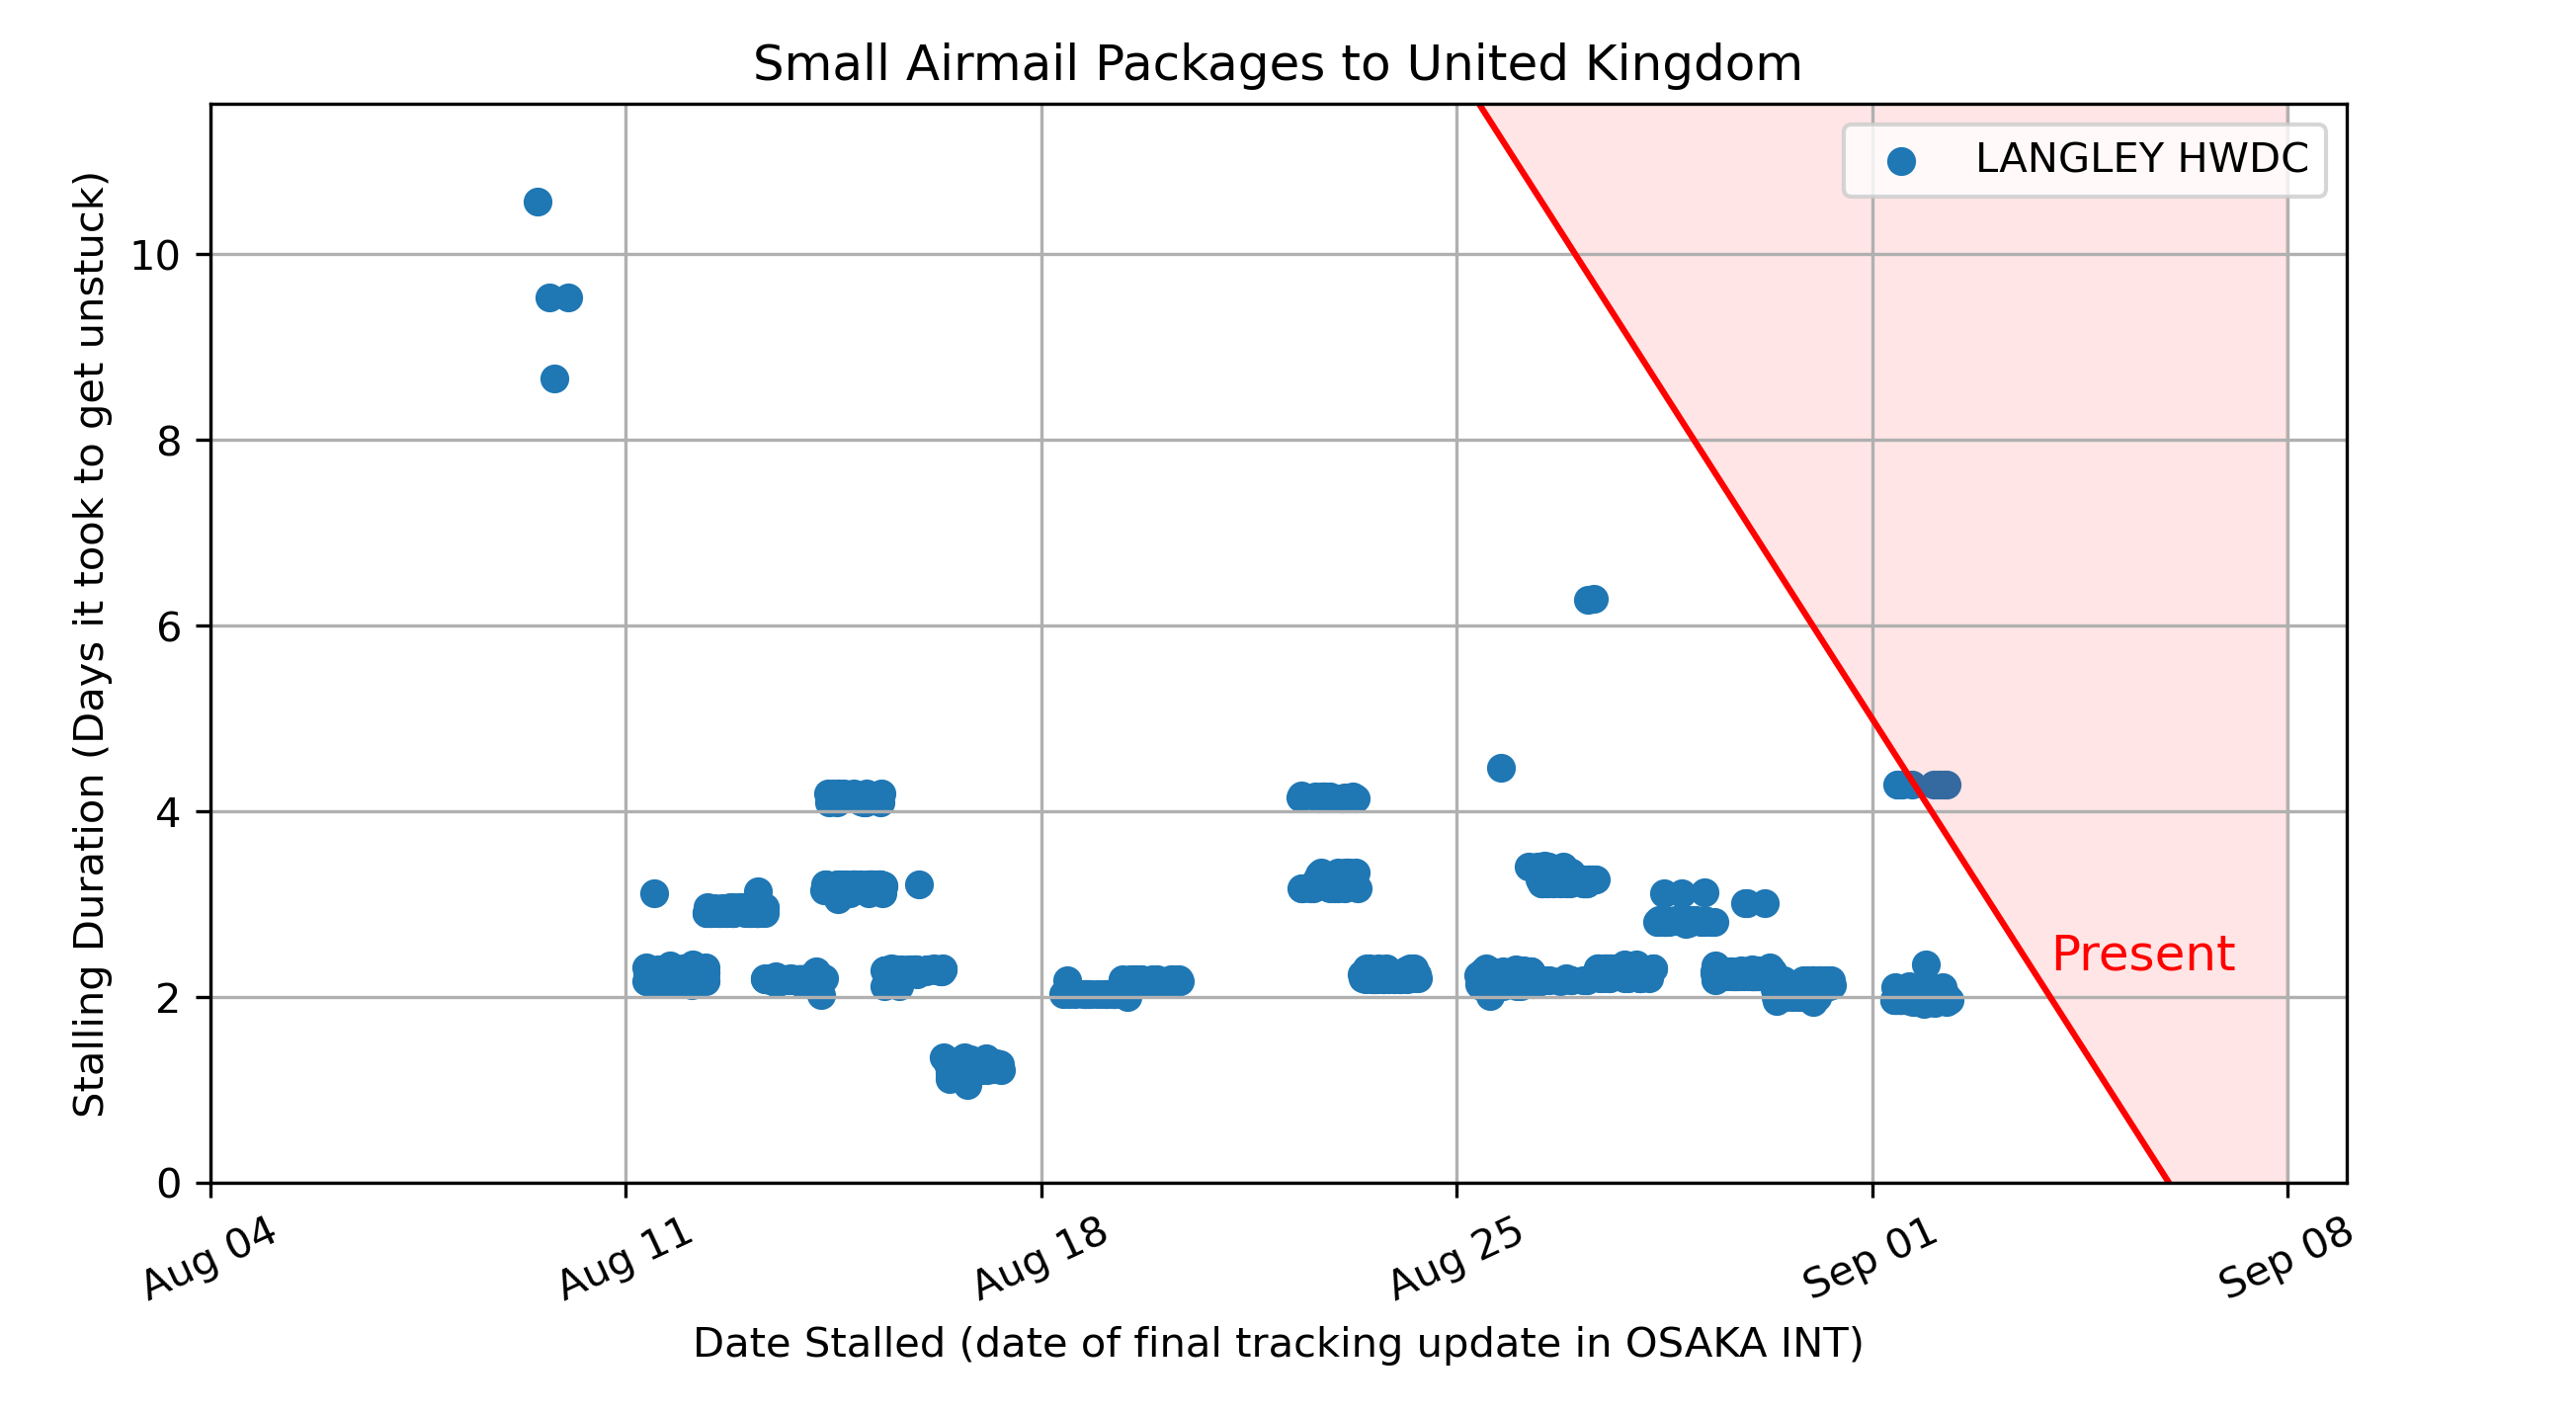 Small Airmail Packages to United Kingdom
LANGLEY HWDC
Stalling Duration (Days it took to get unstuck)
10
8
6
4
2
0
Present
Aug 04
Aug 11
Aug 18
Aug 25
Sep 01
Sep 08
Date Stalled (date of final tracking update in OSAKA INT)